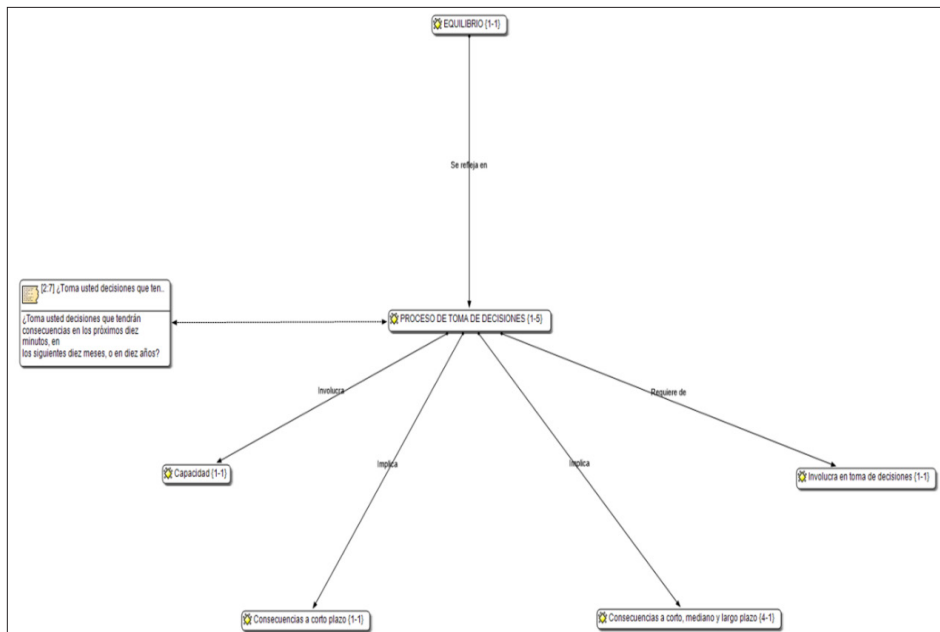 EQUILIBRIO {1-1}
Se refleja en
[2:7] ¿Toma usted decisiones que ten..
¿Toma usted decisiones que tendrán
consecuencias en los próximos diez
minutos, en
los siguientes diez meses, o en diez años?
PROCESO DE TOMA DE DECISIONES {1-5}
Involucra
Requiere de
Implica
Implica
Capacidad {1-1}
Involucra en toma de decisiones {1-1}
Consecuencias a corto plazo {1-1}
Consecuencias a corto, mediano y largo plazo {4-1}